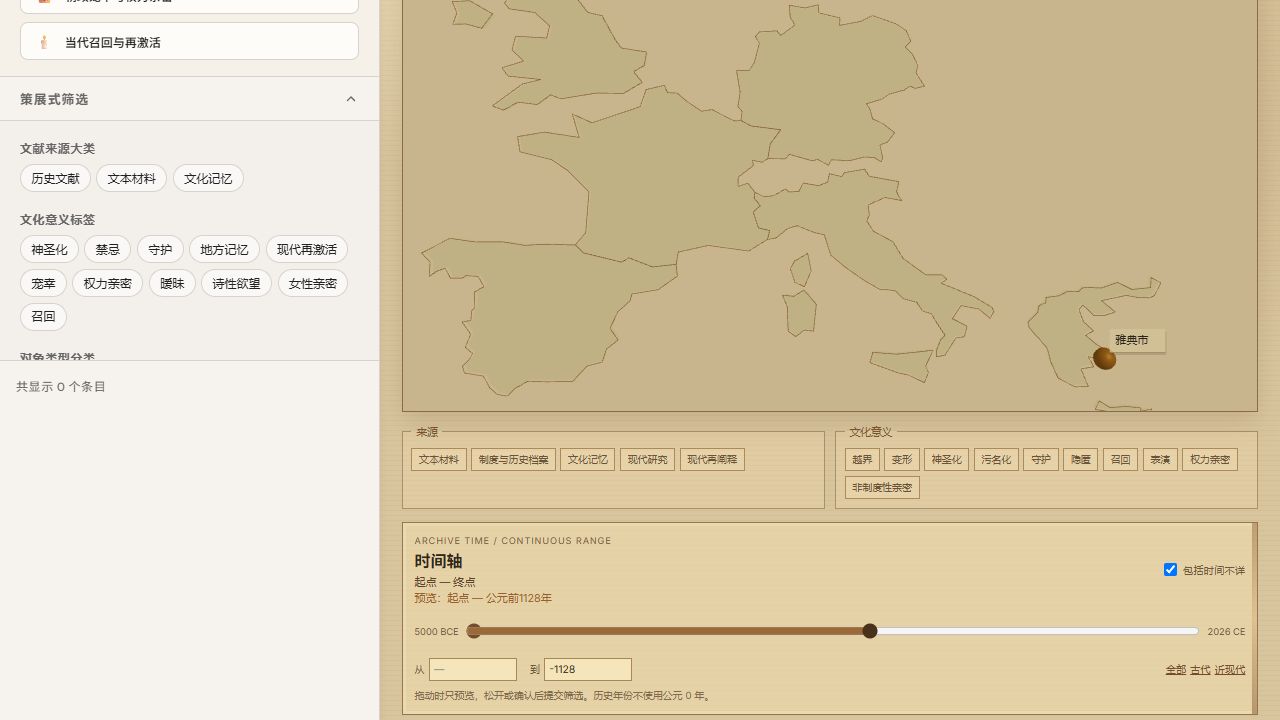 当代召回与再激活
策展式筛选
文献来源大类
历史文献 文本材料 文化记忆
文化意义标签
神圣化 禁忌 守护 地方记忆 现代再激活
宠幸 权力亲密 暧昧 诗性欲望 女性亲密
召回
共显示 0 个条目
雅典市
来源
文本材料 制度与历史档案 文化记忆 现代研究 现代再阐释
文化意义
越界 变形 神圣化 污名化 守护 隐匿 召回 表演 权力亲密
非制度性亲密
ARCHIVE TIME / CONTINUOUS RANGE
时间轴
起点 — 终点
预览：起点 — 公元前1128年
包括时间不详
5000 BCE
2026 CE
从 — 到 -1128
全部 古代 近现代
拖动时只预览，松开或确认后提交筛选。历史年份不使用公元 0 年。